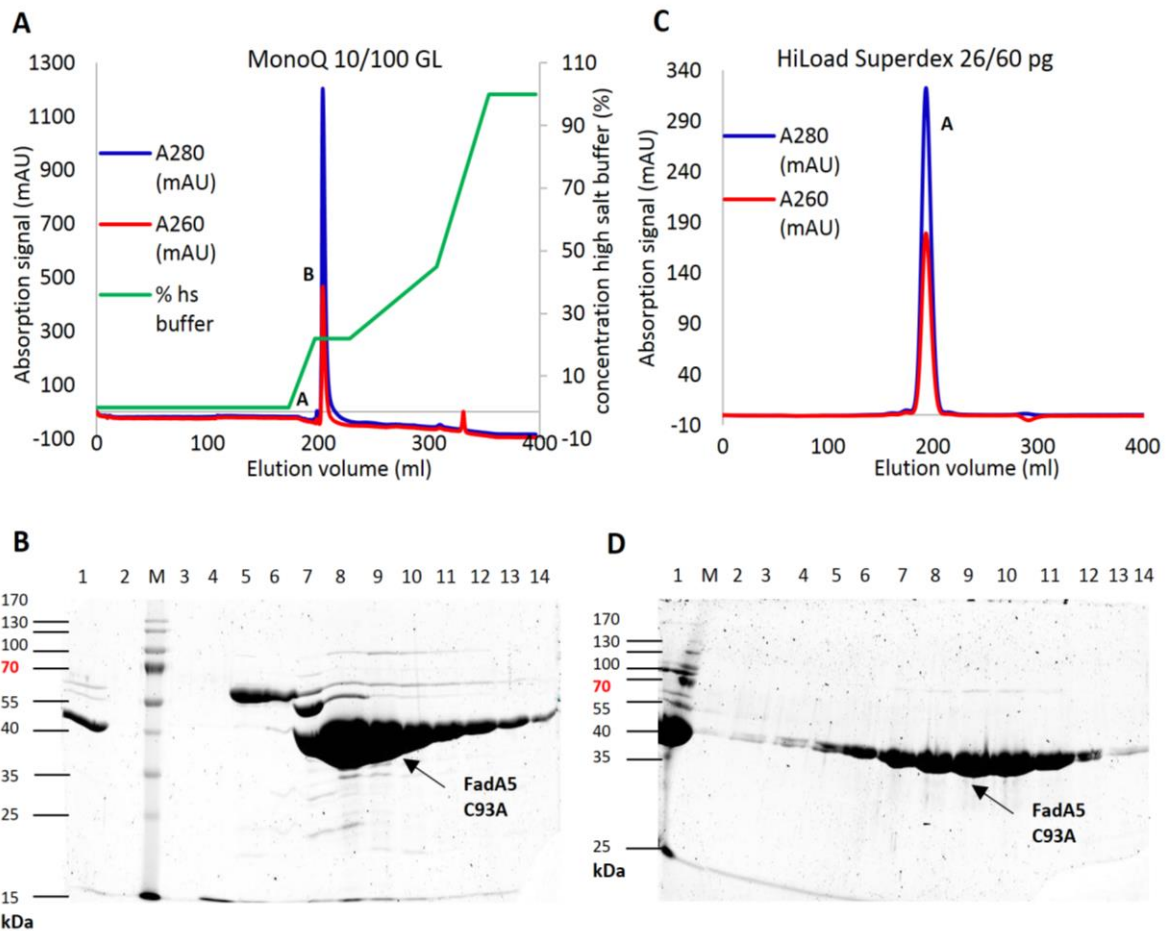 A
MonoQ 10/100 GL
1300
1100
900
700
500
300
100
-100
Absorption signal (mAU)
A280
(mAU)
A260
(mAU)
% hs
buffer
B
A
110
90
70
50
30
10
-10
concentration high salt buffer (%)
0
100
200
300
400
Elution volume (ml)
C
HiLoad Superdex 26/60 pg
340
290
240
190
140
90
40
-10
Absorption signal (mAU)
A280
(mAU)
A260
(mAU)
A
0
100
200
300
400
Elution volume (ml)
B
1 2 M 3 4 5 6 7 8 9 10 11 12 13 14
170
130
100
70
55
40
35
25
15
kDa
FadA5
C93A
D
1 M 2 3 4 5 6 7 8 9 10 11 12 13 14
170
130
100
70
55
40
35
25
kDa
FadA5
C93A